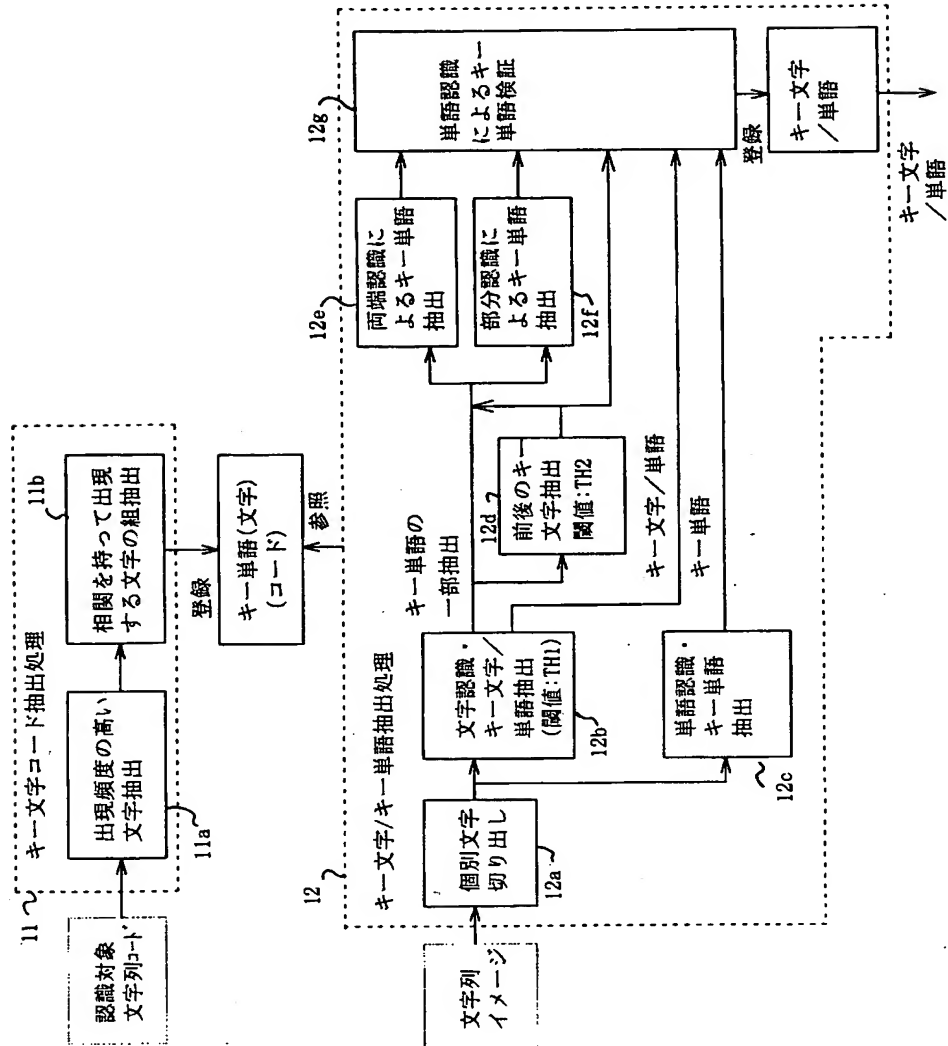 11
キー文字コード抽出処理
認識対象
文字列コード
出現頻度の高い
文字抽出
11a
相関を持って出現
する文字の組抽出
11b
登録
キー単語(文字)
(コード)
参照
12
キー文字/キー単語抽出処理
文字列
イメージ
個別文字
切り出し
12a
文字認識・
キー文字/
単語抽出
(閾値:TH1)
12b
単語認識・
キー単語
抽出
12c
キー単語の
一部抽出
12d
前後のキー
文字抽出
閾値:TH2
キー文字/単語
キー単語
12e
両端認識に
よるキー単語
抽出
部分認識に
よるキー単語
抽出
12f
12g
単語認識
によるキー
単語検証
登録
キー文字
/単語
キー文字
/単語